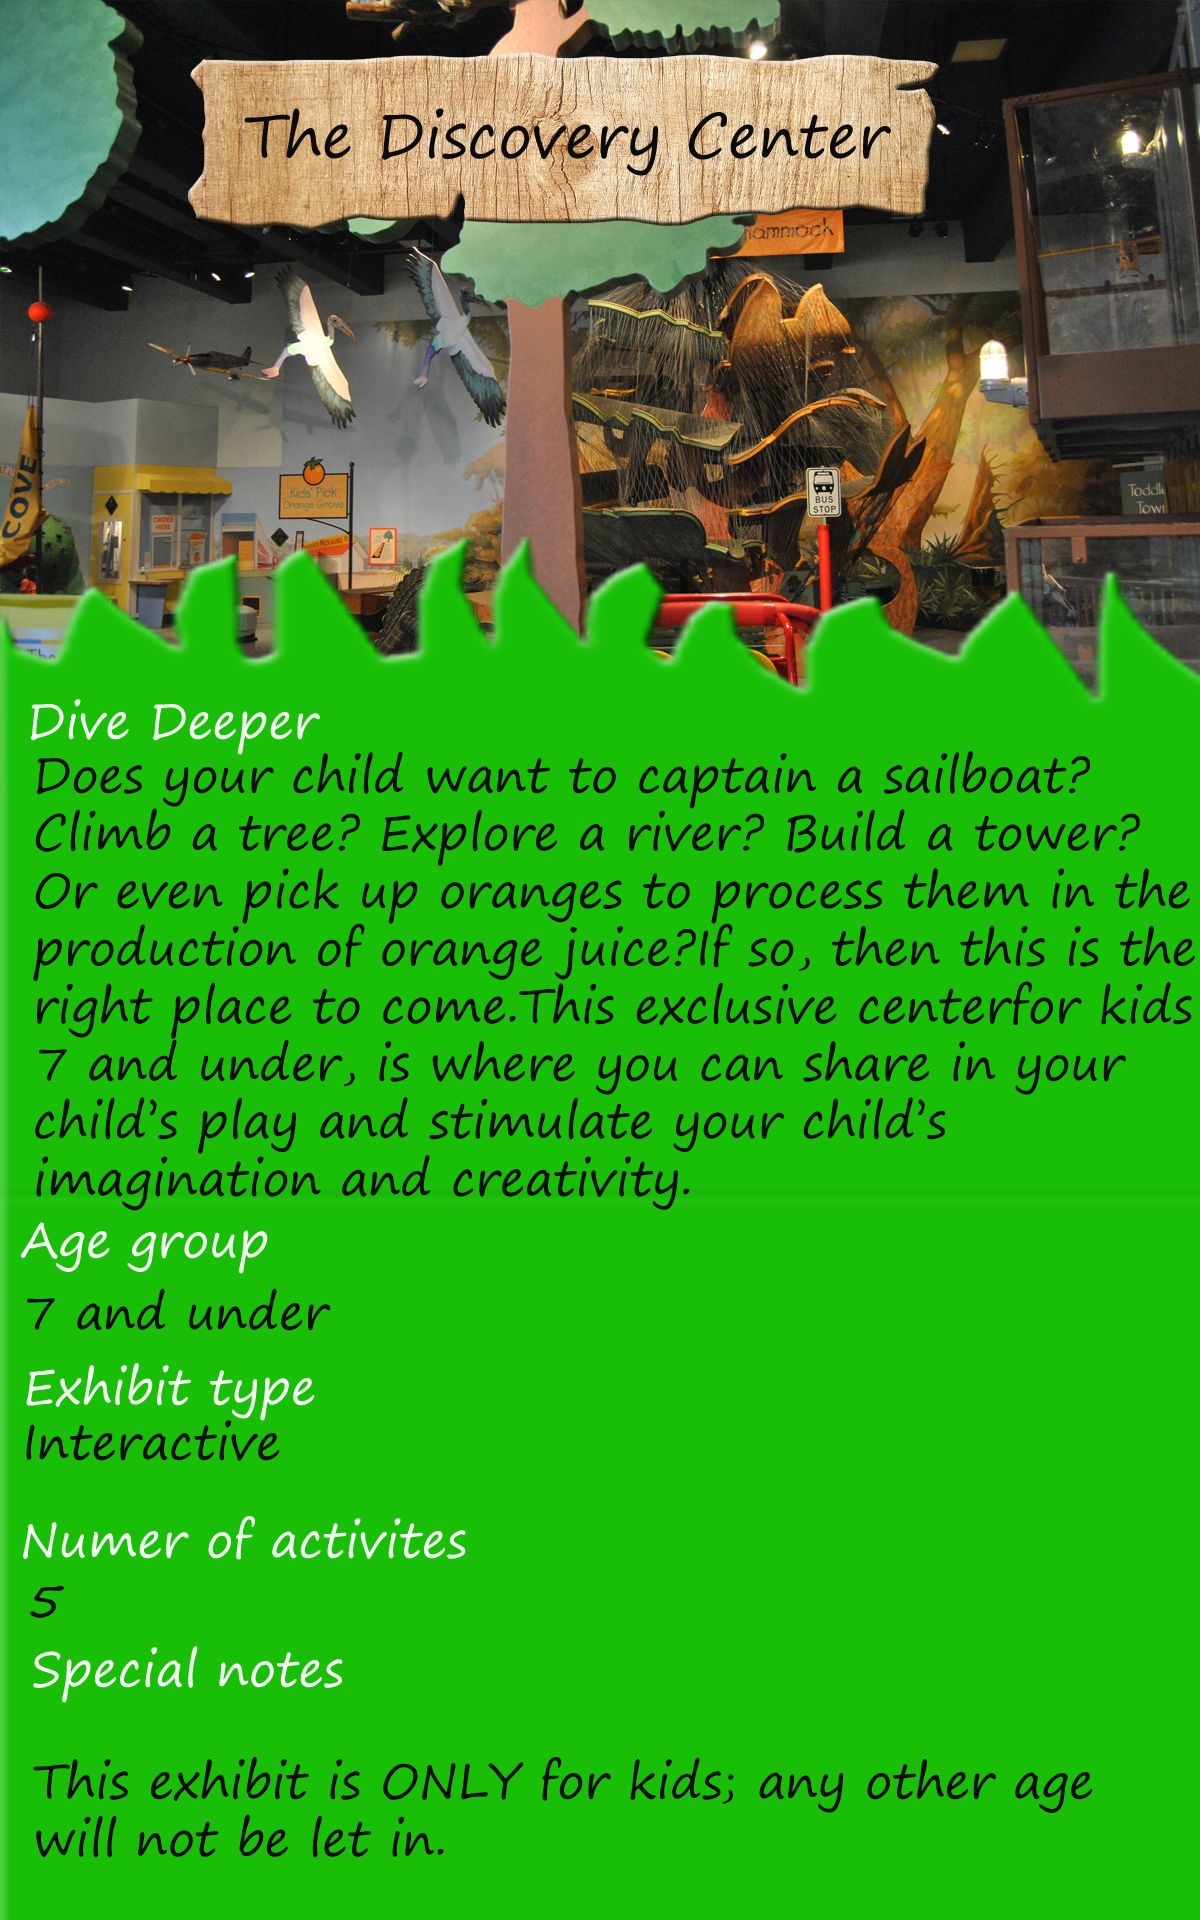 The Discovery Center
Hammock
COVE
Kids' Pick
Orange Grove
ORDER
HERE
BUS
STOP
Toddle
Town
The
Dive Deeper
Does your child want to captain a sailboat?
Climb a tree? Explore a river? Build a tower?
Or even pick up oranges to process them in the
production of orange juice?If so, then this is the
right place to come.This exclusive centerfor kids
7 and under, is where you can share in your
child's play and stimulate your child's
imagination and creativity.
Age group
7 and under
Exhibit type
Interactive
Numer of activites
5
Special notes
This exhibit is ONLY for kids; any other age
will not be let in.